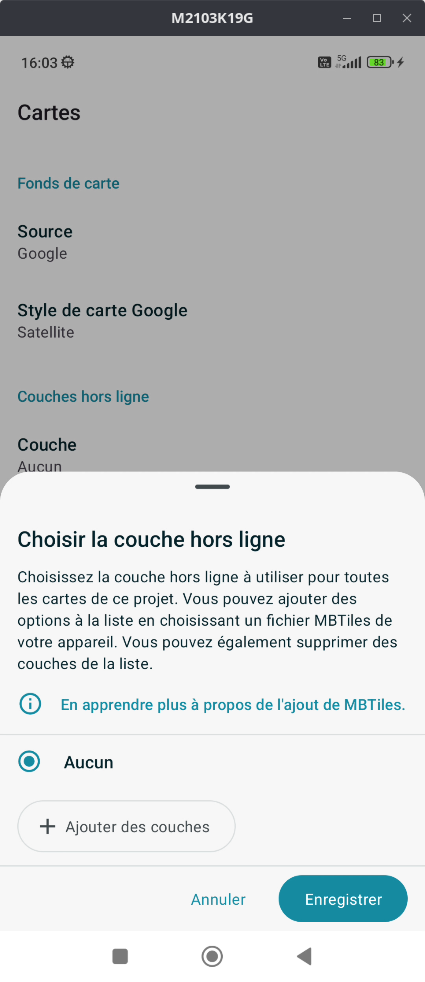 M2103K19G
16:03
Vo LTE 5G 83
Cartes
Fonds de carte
Source
Google
Style de carte Google
Satellite
Couches hors ligne
Couche
Aucun
Choisir la couche hors ligne
Choisissez la couche hors ligne à utiliser pour toutes
les cartes de ce projet. Vous pouvez ajouter des
options à la liste en choisissant un fichier MBTiles de
votre appareil. Vous pouvez également supprimer des
couches de la liste.
En apprendre plus à propos de l'ajout de MBTiles.
Aucun
Ajouter des couches
Annuler
Enregistrer